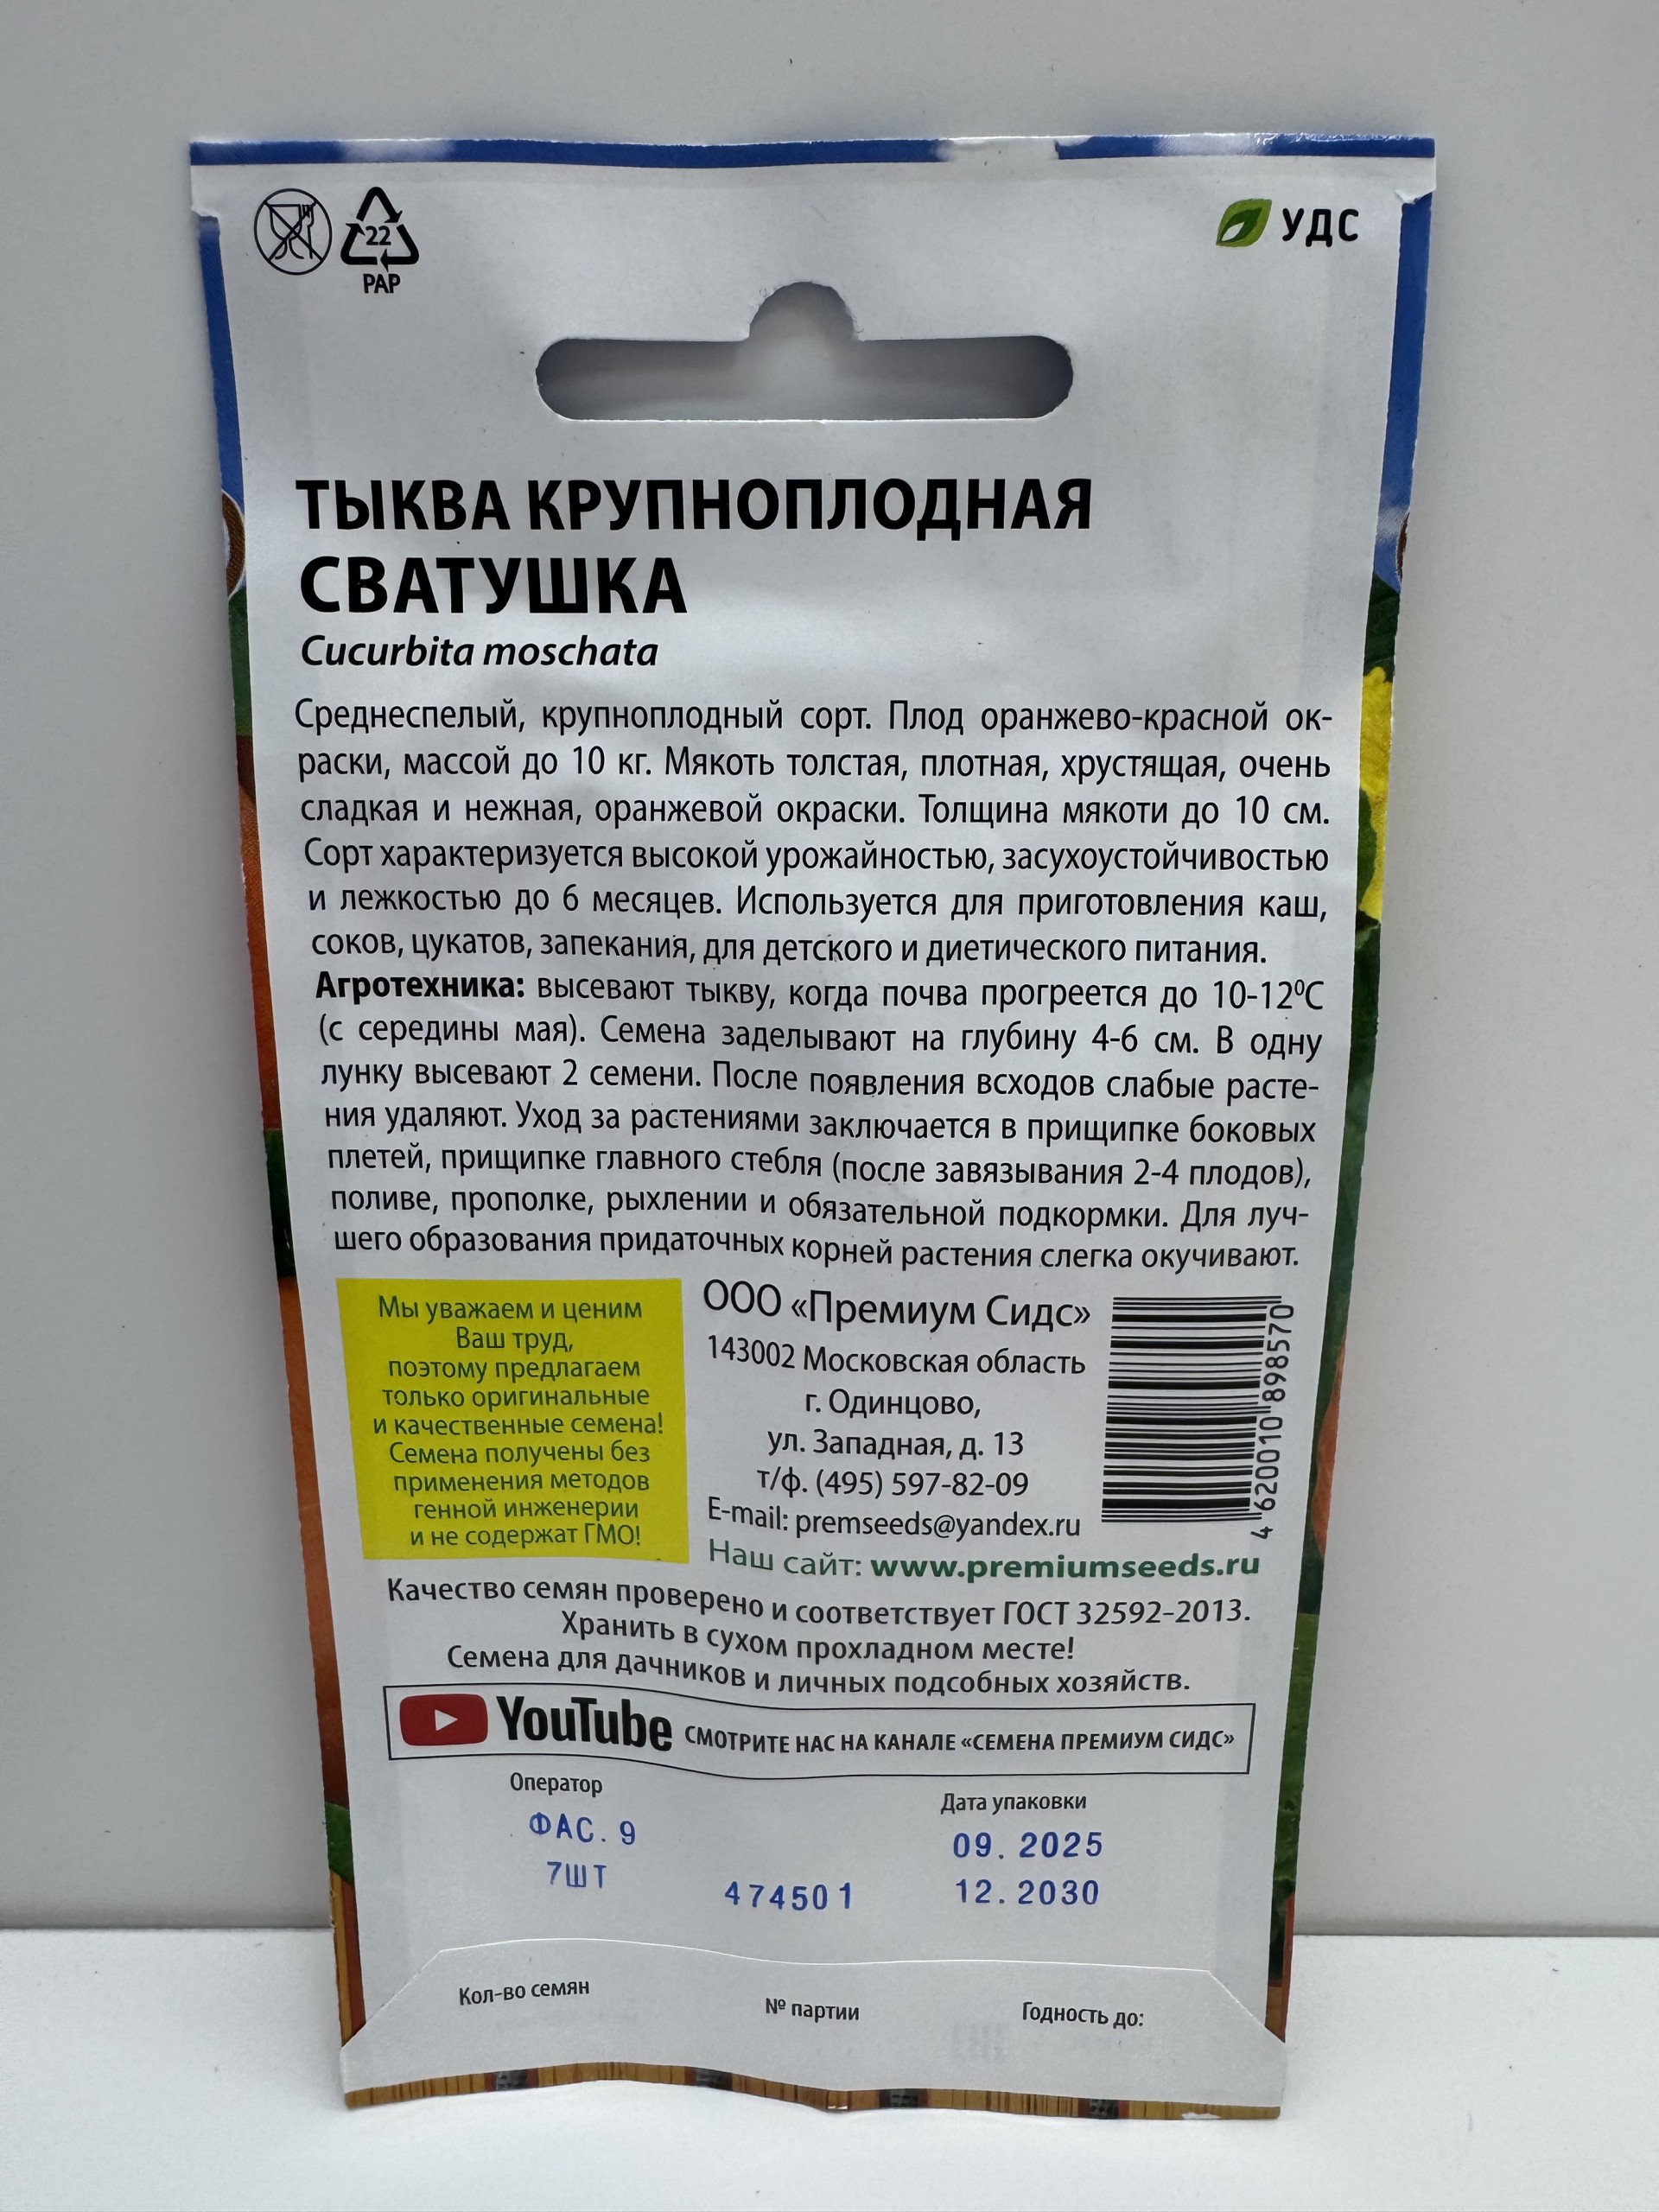 22
PAP
УДС
ТЫКВА КРУПНОПЛОДНАЯ
СВАТУШКА
Cucurbita moschata
Среднеспелый, крупноплодный сорт. Плод оранжево-красной ок-
раски, массой до 10 кг. Мякоть толстая, плотная, хрустящая, очень
сладкая и нежная, оранжевой окраски. Толщина мякоти до 10 см.
Сорт характеризуется высокой урожайностью, засухоустойчивостью
и лежкостью до 6 месяцев. Используется для приготовления каш,
соков, цукатов, запекания, для детского и диетического питания.
Агротехника: высевают тыкву, когда почва прогреется до 10-12⁰С
(с середины мая). Семена заделывают на глубину 4-6 см. В одну
лунку высевают 2 семени. После появления всходов слабые расте-
ния удаляют. Уход за растениями заключается в прищипке боковых
плетей, прищипке главного стебля (после завязывания 2-4 плодов),
поливе, прополке, рыхлении и обязательной подкормки. Для луч-
шего образования придаточных корней растения слегка окучивают.
Мы уважаем и ценим
Ваш труд,
поэтому предлагаем
только оригинальные
и качественные семена!
Семена получены без
применения методов
генной инженерии
и не содержат ГМО!
ООО «Премиум Сидс»
143002 Московская область
г. Одинцово,
ул. Западная, д. 13
т/ф. (495) 597-82-09
E-mail: premseeds@yandex.ru
Наш сайт: www.premiumseeds.ru
4 620010 898570
Качество семян проверено и соответствует ГОСТ 32592-2013.
Хранить в сухом прохладном месте!
Семена для дачников и личных подсобных хозяйств.
YouTube СМОТРИТЕ НАС НА КАНАЛЕ «СЕМЕНА ПРЕМИУМ СИДС»
Оператор
Дата упаковки
ФАС. 9
09. 2025
7ШТ
474501
12. 2030
Кол-во семян
№ партии
Годность до: